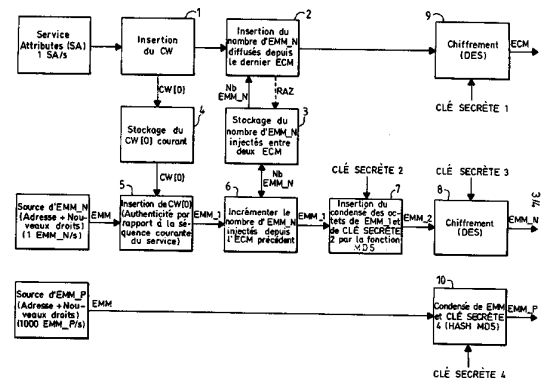 1
2
9
Service
Attributes (SA)
1 SA/s
Insertion
du CW
Insertion du
nombre d'EMM_N
diffusés depuis
le dernier ECM
Chiffrement
(DES)
ECM
CW[0]
Nb
EMM_N
RAZ
CLÉ SECRÈTE 1
4
3
Stockage du
CW[0] courant
Stockage du
nombre d'EMM_N
injectés entre
deux ECM
CLÉ SECRÈTE 2
CLÉ SECRÈTE 3
CW[0]
Nb
EMM_N
5
6
7
8
Source d'EMM_N
(Adresse + Nou-
veaux droits)
(1 EMM_N/s)
EMM
Insertion de CW[0]
(Authenticité par
rapport à la sé-
quence courante
du service)
EMM_1
Incrémenter le
nombre d'EMM_N
injectés depuis
l'ECM précédent
EMM_1
Insertion du
condensé des oc-
tets de EMM_1 et
de CLÉ SECRÈTE
2 par la fonction
MD5
EMM_2
Chiffrement
(DES)
EMM_N
3/4
10
Source d'EMM_P
(Adresse + Nou-
veaux droits)
(1000 EMM_P/s)
EMM
Condensé de EMM
et CLÉ SECRÈTE
4 (HASH MD5)
EMM_P
CLÉ SECRÈTE 4